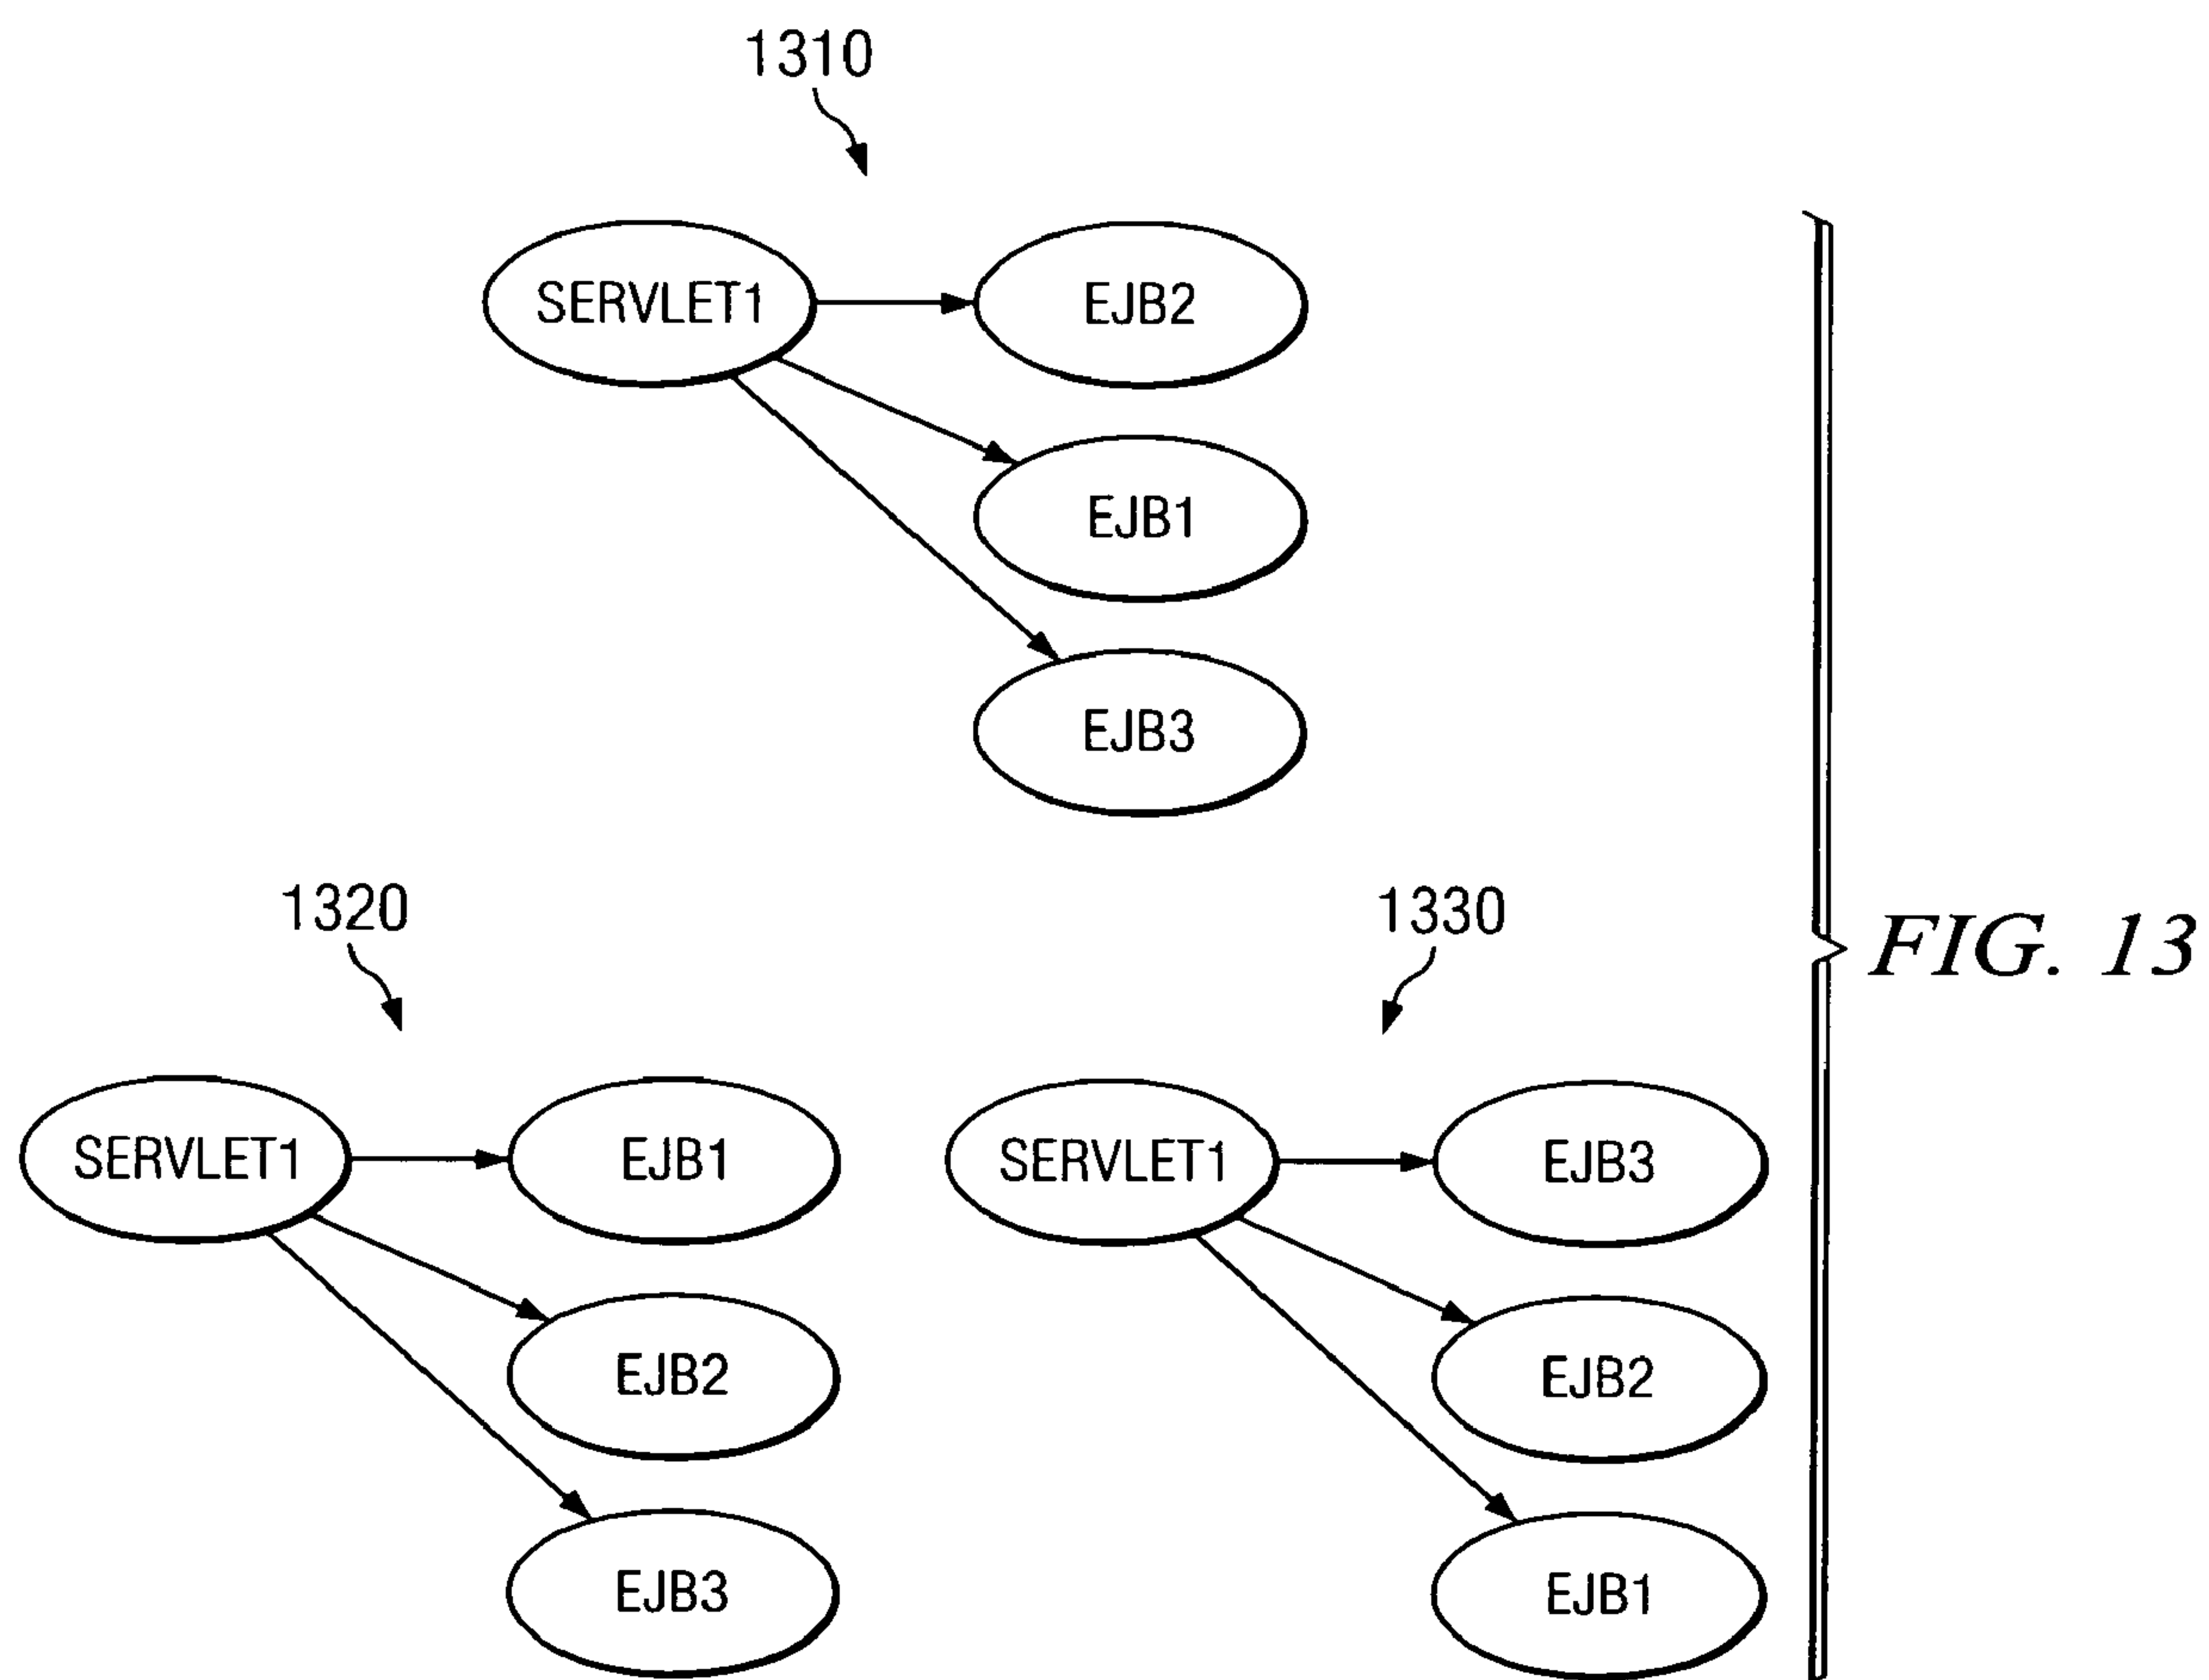 1310
SERVLET1 EJB2
EJB1
EJB3
1320 1330
FIG. 13
SERVLET1 EJB1 SERVLET1 EJB3
EJB2 EJB2
EJB3 EJB1